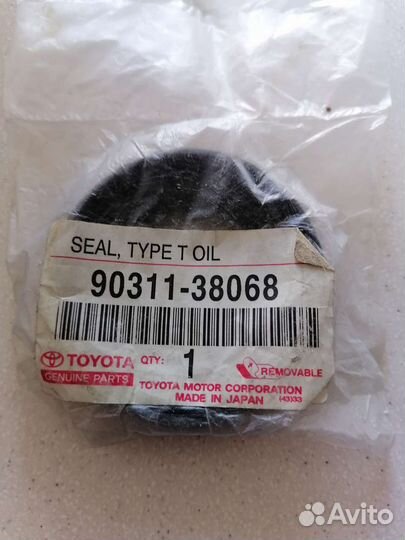 SEAL, TYPE T OIL
90311-38068
TOYOTA QTY: 1
GENUINE PARTS
REMOVABLE
TOYOTA MOTOR CORPORATION
MADE IN JAPAN (43)33
Avito